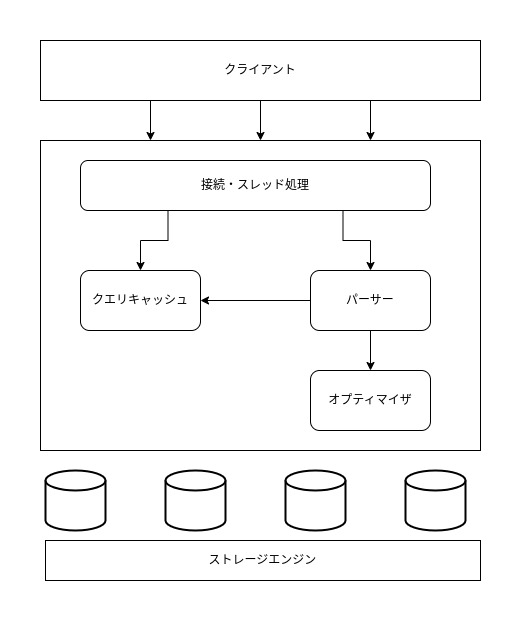 クライアント
接続・スレッド処理
クエリキャッシュ
パーサー
オプティマイザ
ストレージエンジン